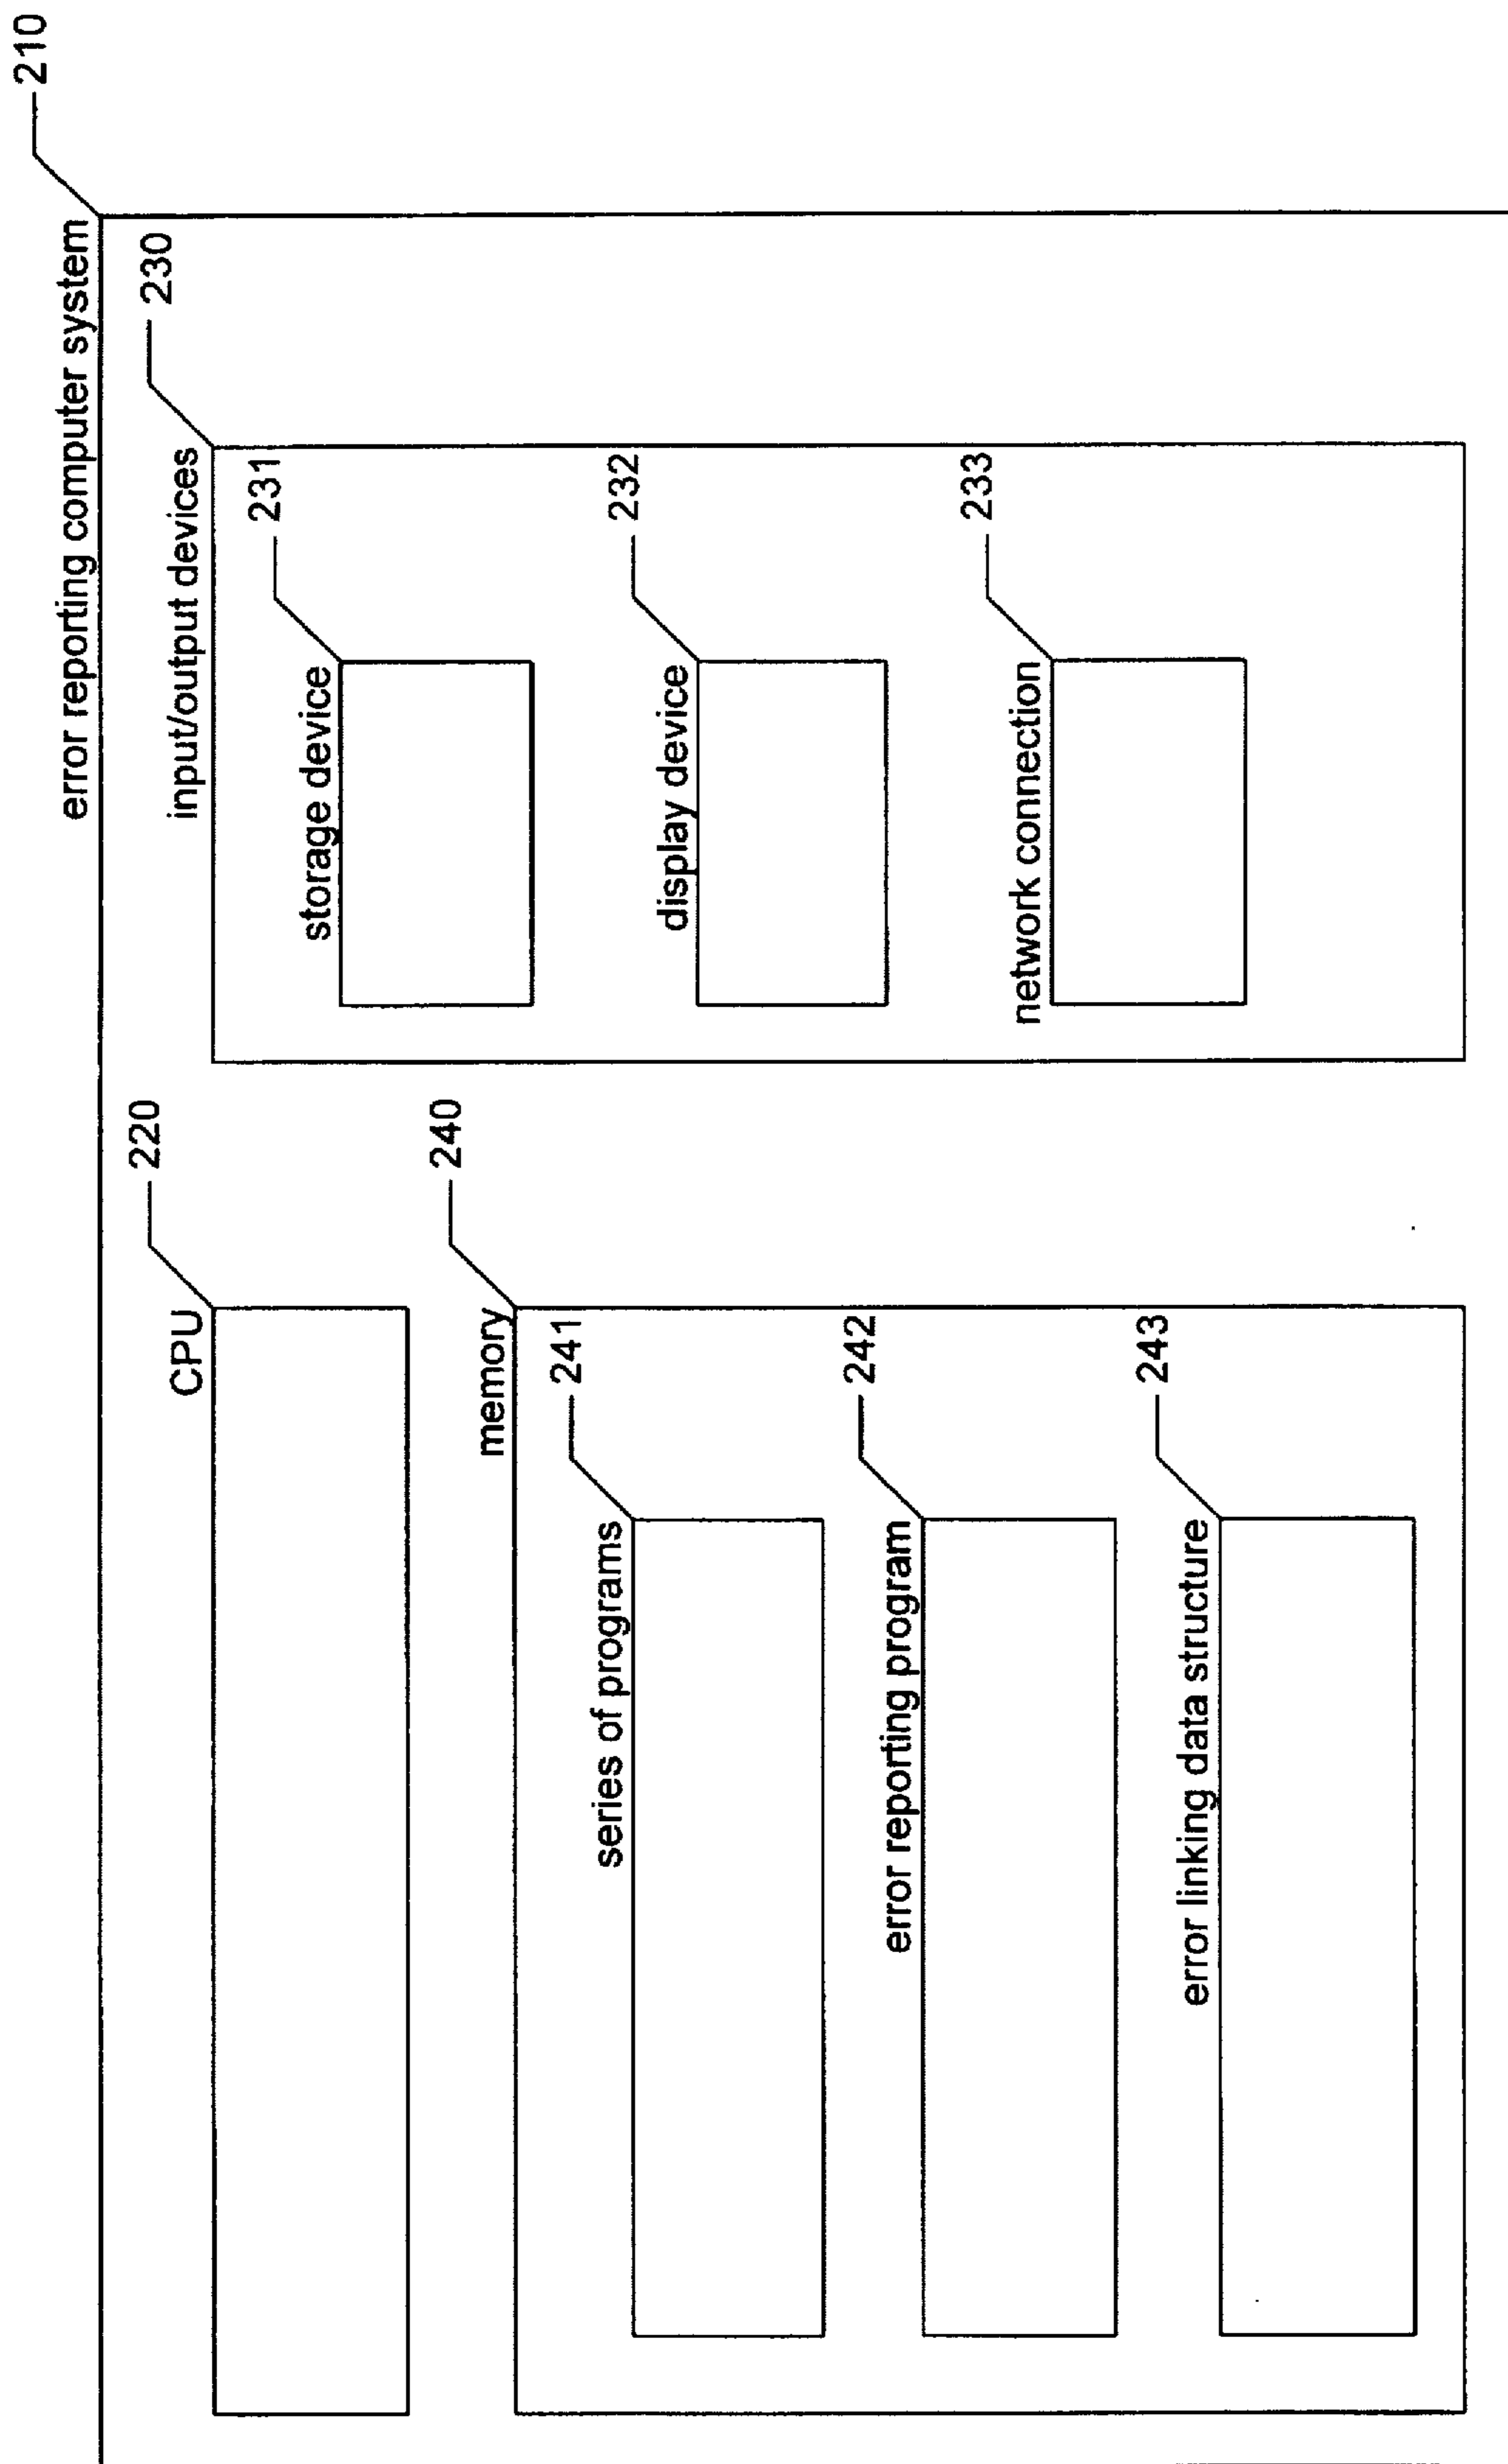 210
error reporting computer system
220
CPU
230
input/output devices
231
storage device
232
display device
233
network connection
240
memory
241
series of programs
242
error reporting program
243
error linking data structure